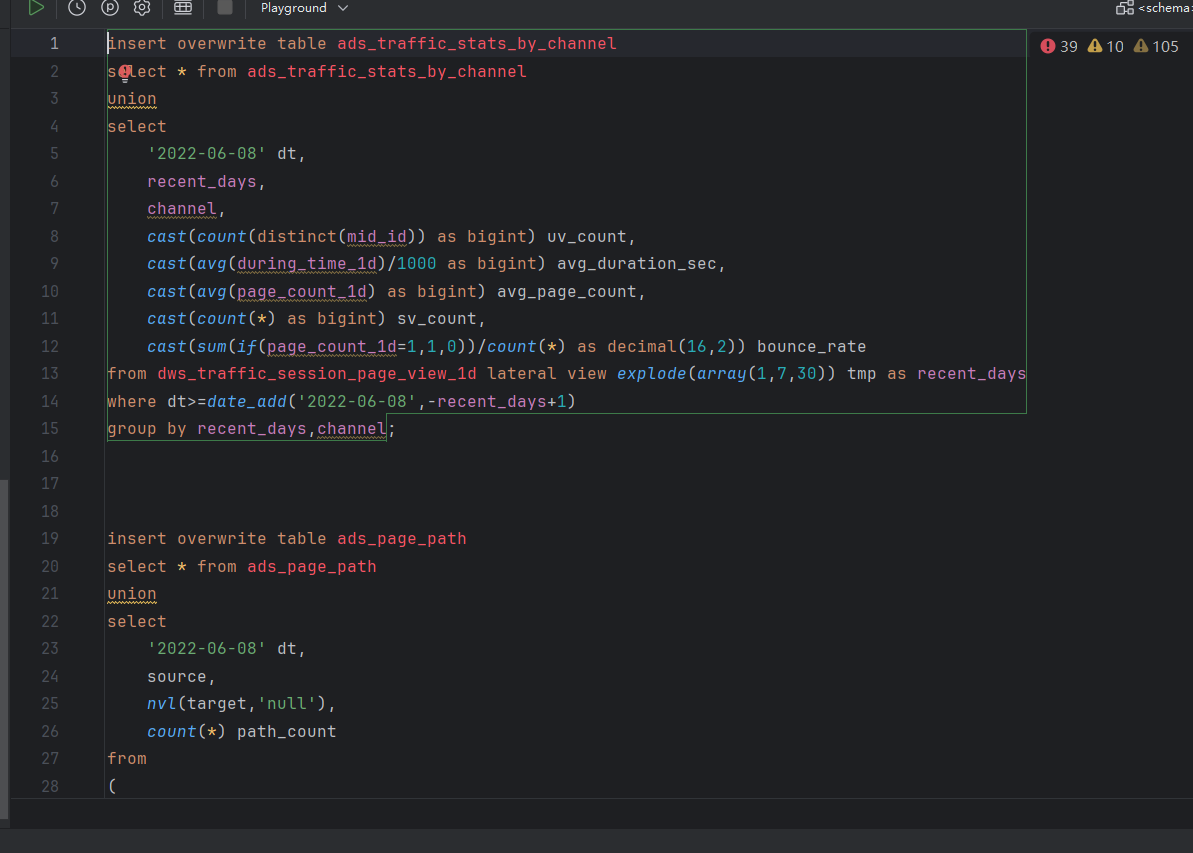 Playground
<schema>
39 10 105
1 insert overwrite table ads_traffic_stats_by_channel
2 select * from ads_traffic_stats_by_channel
3 union
4 select
5 '2022-06-08' dt,
6 recent_days,
7 channel,
8 cast(count(distinct(mid_id)) as bigint) uv_count,
9 cast(avg(during_time_1d)/1000 as bigint) avg_duration_sec,
10 cast(avg(page_count_1d) as bigint) avg_page_count,
11 cast(count(*) as bigint) sv_count,
12 cast(sum(if(page_count_1d=1,1,0))/count(*) as decimal(16,2)) bounce_rate
13 from dws_traffic_session_page_view_1d lateral view explode(array(1,7,30)) tmp as recent_days
14 where dt>=date_add('2022-06-08',-recent_days+1)
15 group by recent_days,channel;
16
17
18
19 insert overwrite table ads_page_path
20 select * from ads_page_path
21 union
22 select
23 '2022-06-08' dt,
24 source,
25 nvl(target,'null'),
26 count(*) path_count
27 from
28 (